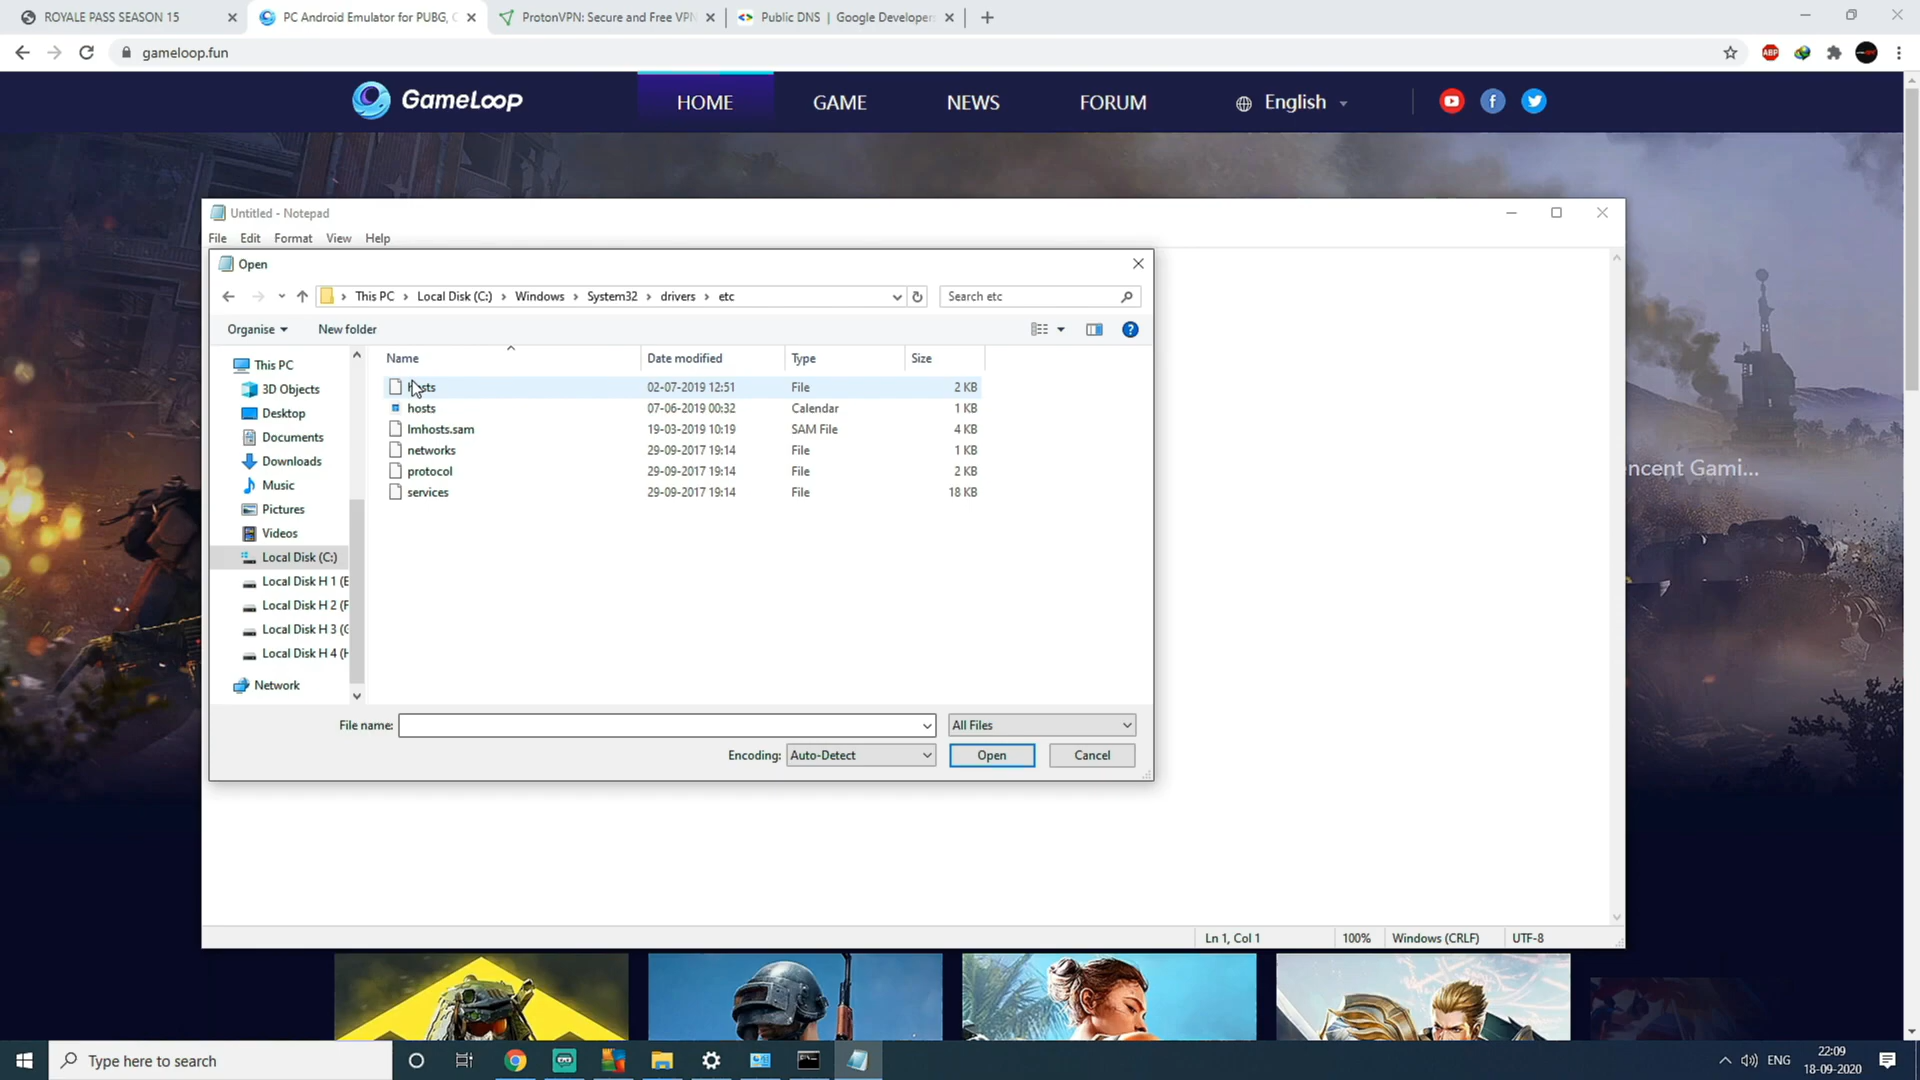 ROYALE PASS SEASON 15
PC Android Emulator for PUBG, C
ProtonVPN: Secure and Free VPN
Public DNS | Google Developers
gameloop.fun
ABP
GameLoop
HOME
GAME
NEWS
FORUM
English
Untitled - Notepad
File Edit Format View Help
Open
This PC > Local Disk (C:) > Windows > System32 > drivers > etc
Search etc
Organise
New folder
Name Date modified Type Size
This PC
3D Objects
Desktop
Documents
Downloads
Music
Pictures
Videos
Local Disk (C:)
Local Disk H 1 (E
Local Disk H 2 (F
Local Disk H 3 (G
Local Disk H 4 (H
Network
hosts 02-07-2019 12:51 File 2 KB
hosts 07-06-2019 00:32 Calendar 1 KB
lmhosts.sam 19-03-2019 10:19 SAM File 4 KB
networks 29-09-2017 19:14 File 1 KB
protocol 29-09-2017 19:14 File 2 KB
services 29-09-2017 19:14 File 18 KB
File name:
All Files
Encoding: Auto-Detect
Open
Cancel
encent Gami...
Ln 1, Col 1
100%
Windows (CRLF)
UTF-8
Type here to search
ENG
22:09
18-09-2020